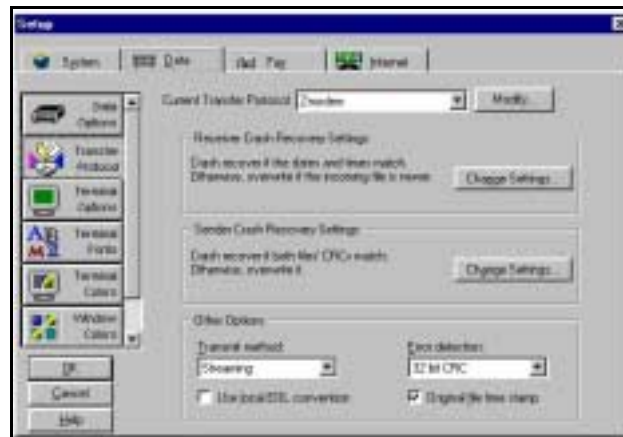 Setup
System
Data
Fax
Internet
Data
Options
Transfer
Protocol
Terminal
Options
Terminal
Fonts
Terminal
Colors
Window
Colors
OK
Cancel
Help
Current Transfer Protocol: Zmodem
Modify...
Receiver Crash Recovery Settings
Crash recover if the dates and times match.
Otherwise, overwrite if the incoming file is newer.
Change Settings...
Sender Crash Recovery Settings
Crash recover if both files' CRCs match.
Otherwise, overwrite it.
Change Settings...
Other Options
Transmit method:
Error detection:
Streaming
32 bit CRC
Use local EOL convention
Original file time stamp